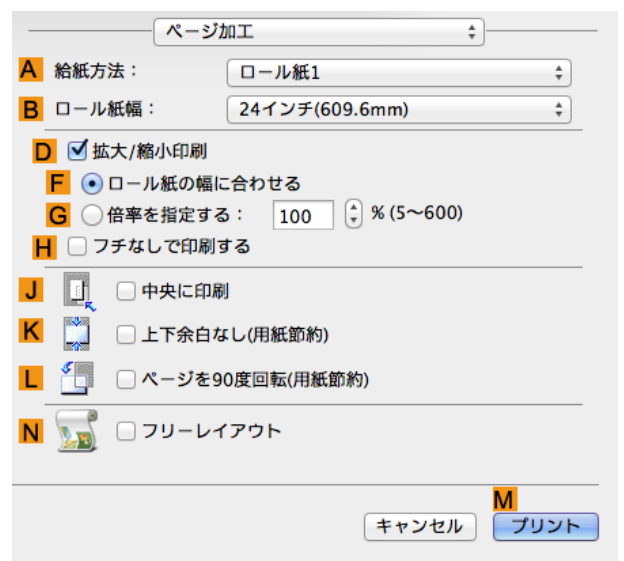 ページ加工
A 給紙方法： ロール紙1
B ロール紙幅： 24インチ(609.6mm)
D 拡大/縮小印刷
F ロール紙の幅に合わせる
G 倍率を指定する： 100 % (5～600)
H フチなしで印刷する
J 中央に印刷
K 上下余白なし(用紙節約)
L ページを90度回転(用紙節約)
N フリーレイアウト
M
キャンセル プリント